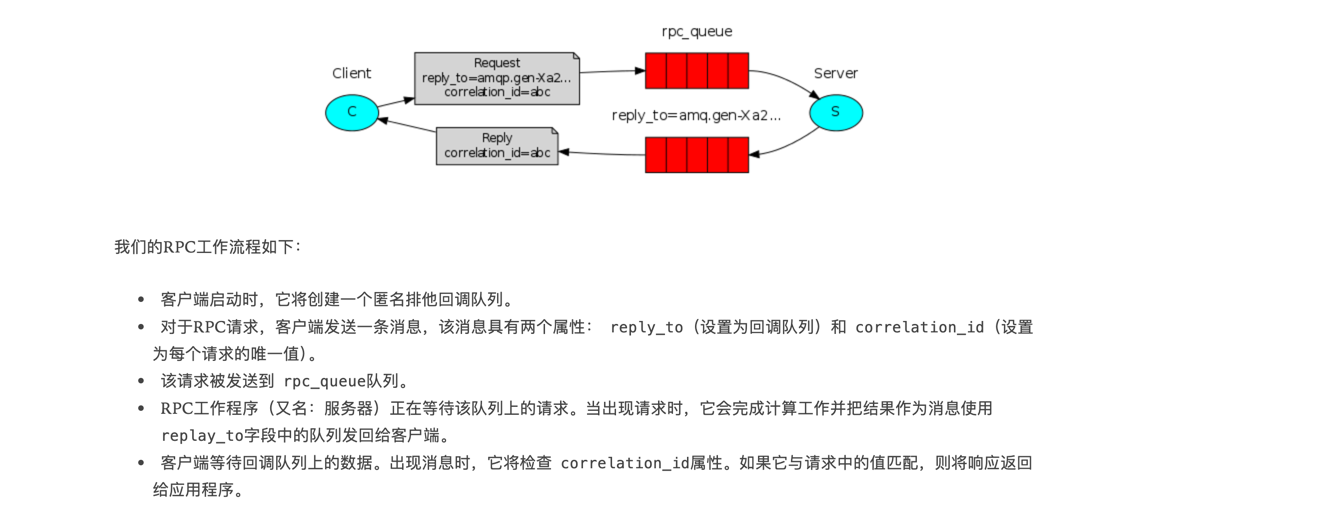 rpc_queue
Client
Request
reply_to=amqp.gen-Xa2...
correlation_id=abc
Server
C
S
reply_to=amq.gen-Xa2...
Reply
correlation_id=abc
我们的RPC工作流程如下：
• 客户端启动时，它将创建一个匿名排他回调队列。
• 对于RPC请求，客户端发送一条消息，该消息具有两个属性： reply_to（设置为回调队列）和 correlation_id（设置
为每个请求的唯一值）。
• 该请求被发送到 rpc_queue队列。
• RPC工作程序（又名：服务器）正在等待该队列上的请求。当出现请求时，它会完成计算工作并把结果作为消息使用
replay_to字段中的队列发回给客户端。
• 客户端等待回调队列上的数据。出现消息时，它将检查 correlation_id属性。如果它与请求中的值匹配，则将响应返回
给应用程序。